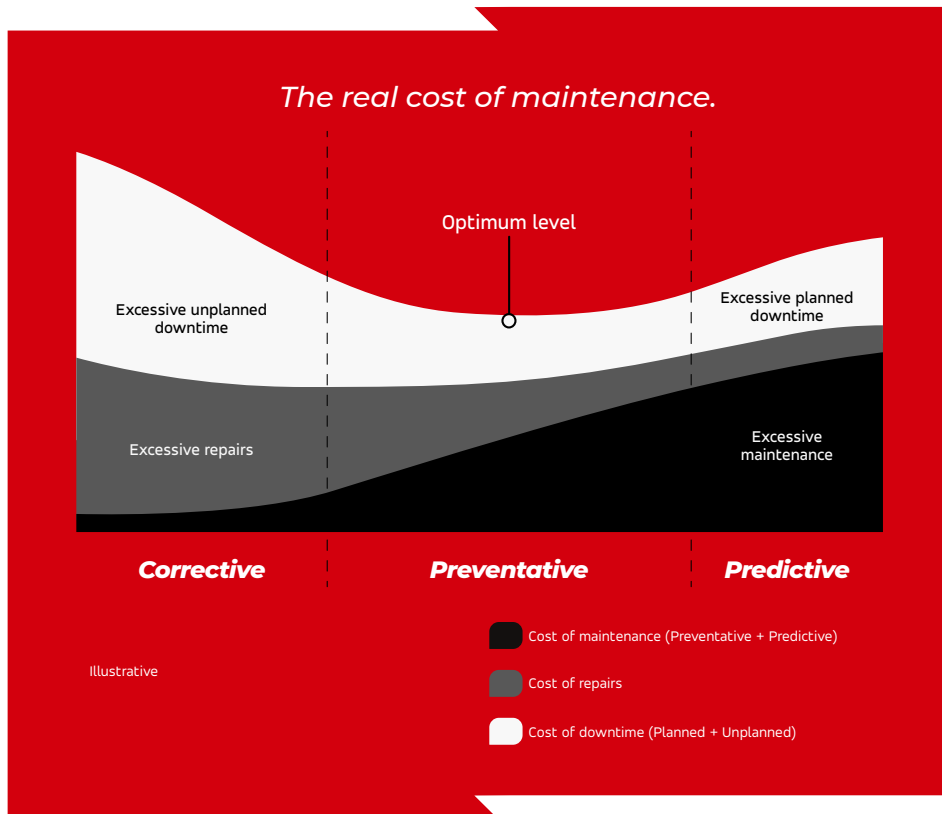 The real cost of maintenance.
Optimum level
Excessive unplanned
downtime
Excessive planned
downtime
Excessive repairs
Excessive
maintenance
Corrective
Preventative
Predictive
Cost of maintenance (Preventative + Predictive)
Illustrative
Cost of repairs
Cost of downtime (Planned + Unplanned)